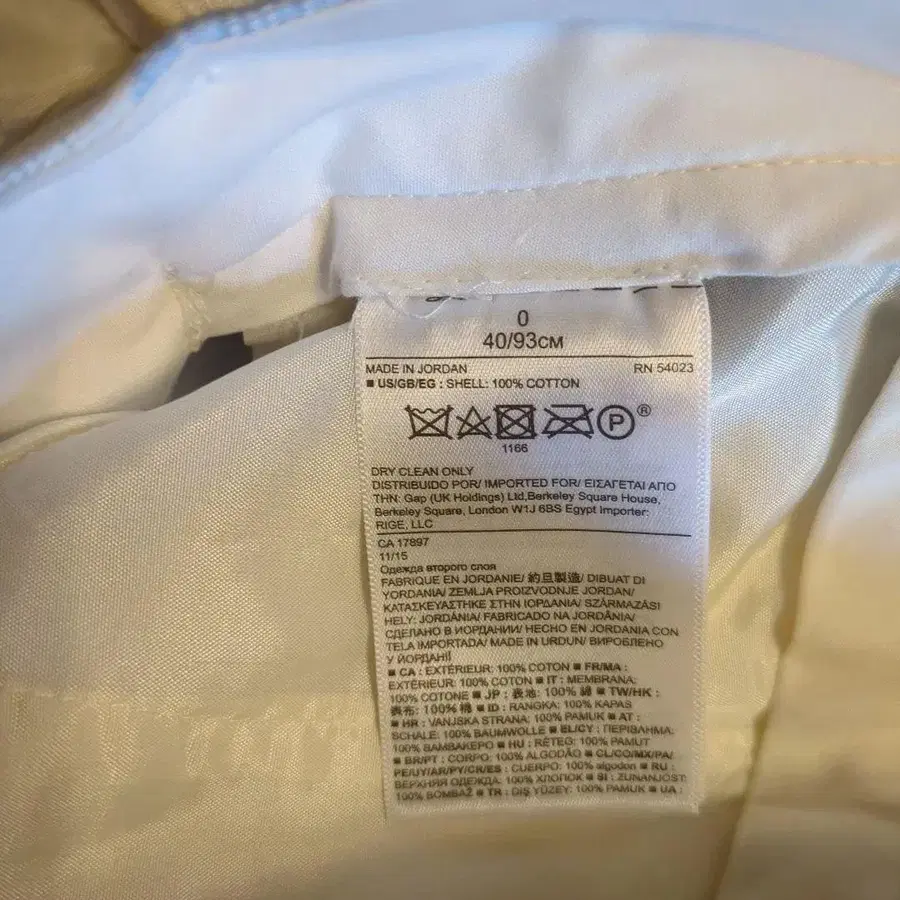 0
40/93CM
MADE IN JORDAN RN 54023
■ US/GB/EG : SHELL: 100% COTTON
P ®
1166
DRY CLEAN ONLY
DISTRIBUIDO POR/ IMPORTED FOR/ ΕΙΣΑΓΕΤΑΙ ΑΠΟ
ΤΗΝ: Gap (UK Holdings) Ltd,Berkeley Square House,
Berkeley Square, London W1J 6BS Egypt Importer:
RIGE, LLC
CA 17897
11/15
Одежда второго слоя
FABRIQUE EN JORDANIE/ 約旦製造/ DIBUAT DI
YORDANIA/ ZEMLJA PROIZVODNJE JORDAN/
ΚΑΤΑΣΚΕΥΑΣΤΗΚΕ ΣΤΗΝ ΙΟΡΔΑΝΙΑ/ SZÁRMAZÁSI
HELY: JORDÁNIA/ FABRICADO NA JORDÂNIA/
СДЕЛАНО В ИОРДАНИИ/ HECHO EN JORDANIA CON
TELA IMPORTADA/ MADE IN URDUN/ ВИРОБЛЕНО
У ЙОРДАНІЇ
■ CA : EXTÉRIEUR: 100% COTON ■ FR/MA :
EXTÉRIEUR: 100% COTON ■ IT : MEMBRANA:
100% COTONE ■ JP : 表地: 100% 綿 ■ TW/HK :
表布: 100% 棉 ■ ID : RANGKA: 100% KAPAS
■ HR : VANJSKA STRANA: 100% PAMUK ■ AT :
SCHALE: 100% BAUMWOLLE ■ EL/CY : ΠΕΡΙΒΛΗΜΑ:
100% ΒΑΜΒΑΚΕΡΟ ■ HU : RÉTEG: 100% PAMUT
■ BR/PT : CORPO: 100% ALGODÃO ■ CL/CO/MX/PA/
PE/UY/AR/PY/CR/ES : CUERPO: 100% algodon ■ RU :
ВЕРХНЯЯ ОДЕЖДА: 100% ХЛОПОК ■ SI : ZUNANJOST:
100% BOMBAŽ ■ TR : DIŞ YÜZEY: 100% PAMUK ■ UA :